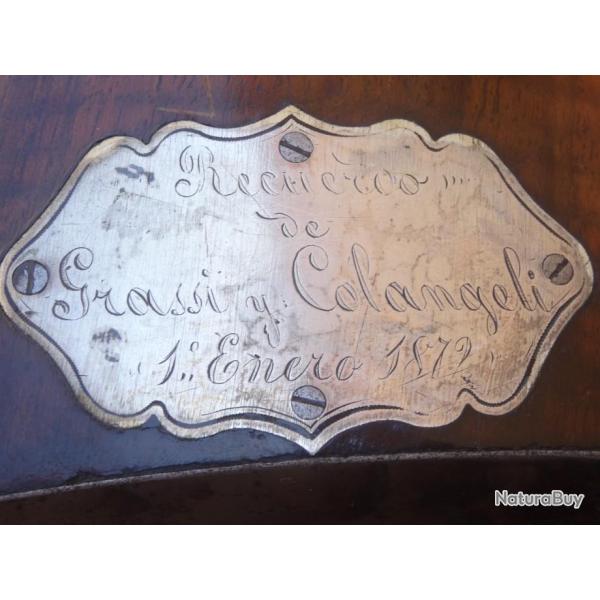 Recuerdo
de
Grassi y Colangeli
1º Enero 1872
NaturaBuy